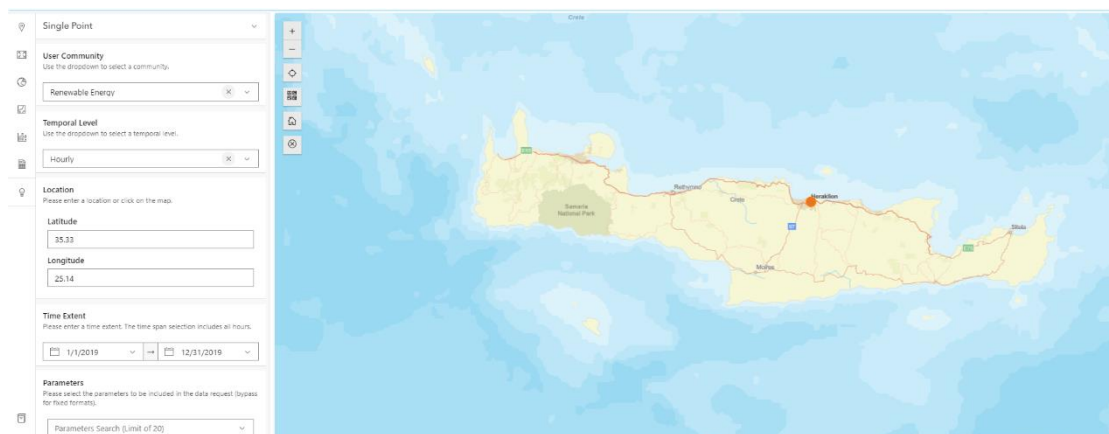 Single Point
User Community
Use the dropdown to select a community.
Renewable Energy
Temporal Level
Use the dropdown to select a temporal level.
Hourly
Location
Please enter a location or click on the map.
Latitude
35.33
Longitude
25.14
Time Extent
Please enter a time extent. The time span selection includes all hours.
1/1/2019 → 12/31/2019
Parameters
Please select the parameters to be included in the data request (bypass
for fixed formats).
Parameters Search (Limit of 20)
Crete
Rethymno
Crete
Heraklion
Samaria
National Park
Moires
Siteia